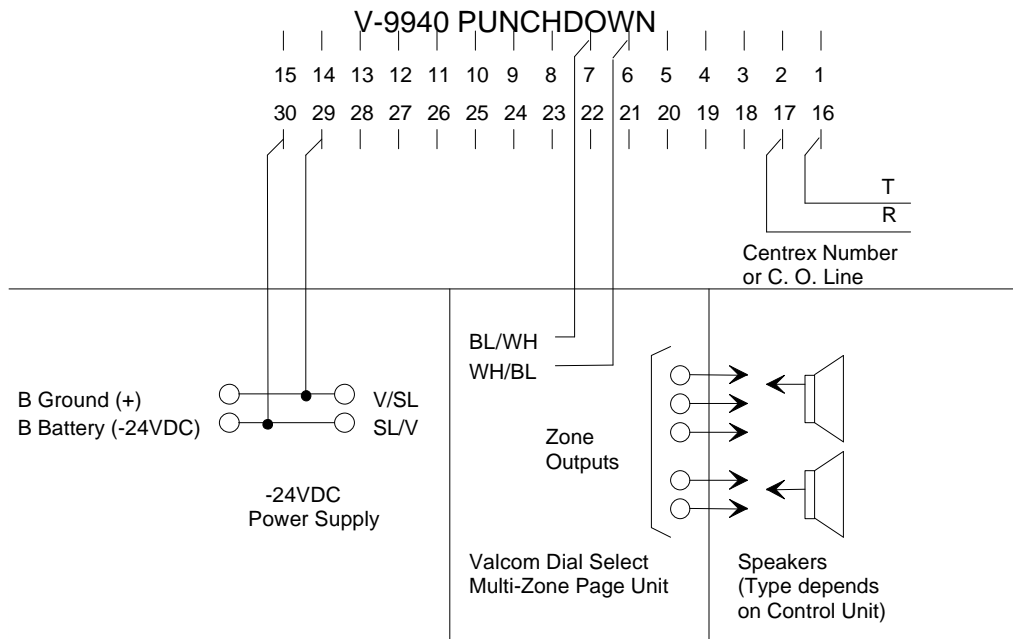 V-9940 PUNCHDOWN
15 14 13 12 11 10 9 8 7 6 5 4 3 2 1
30 29 28 27 26 25 24 23 22 21 20 19 18 17 16
T
R
Centrex Number
or C. O. Line
BL/WH
WH/BL
B Ground (+)
B Battery (-24VDC)
V/SL
SL/V
-24VDC
Power Supply
Zone
Outputs
Valcom Dial Select
Multi-Zone Page Unit
Speakers
(Type depends
on Control Unit)